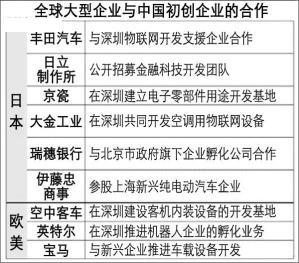 全球大型企业与中国初创企业的合作
日本
丰田汽车 与深圳物联网开发支援企业合作
日立制作所 公开招募金融科技开发团队
京瓷 在深圳建立电子零部件用途开发基地
大金工业 在深圳共同开发空调用物联网设备
瑞穗银行 与北京市政府旗下企业孵化公司合作
伊藤忠商事 参股上海新兴纯电动汽车企业
欧美
空中客车 在深圳建设客机内装设备的开发基地
英特尔 在深圳推进机器人企业的孵化业务
宝马 与新兴企业推进车载设备开发